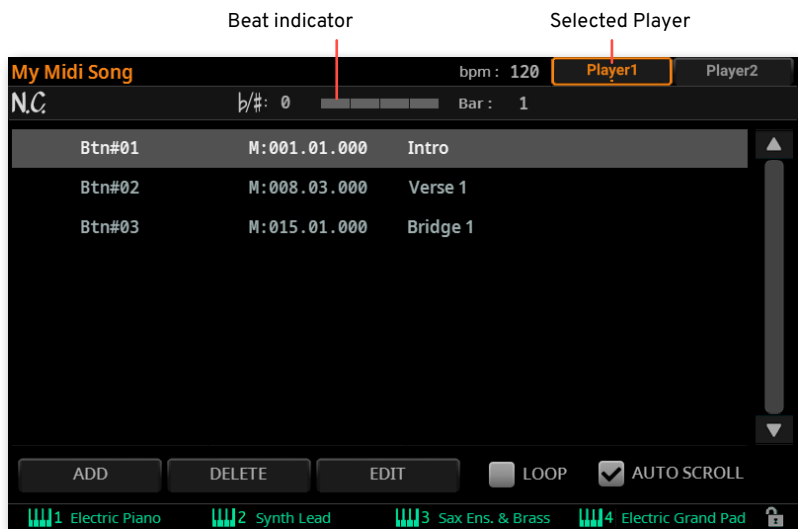 Beat indicator Selected Player
My Midi Song bpm : 120 Player1 Player2
N.C. b/#: 0 Bar : 1
Btn#01 M:001.01.000 Intro
Btn#02 M:008.03.000 Verse 1
Btn#03 M:015.01.000 Bridge 1
ADD DELETE EDIT LOOP AUTO SCROLL
1 Electric Piano 2 Synth Lead 3 Sax Ens. & Brass 4 Electric Grand Pad